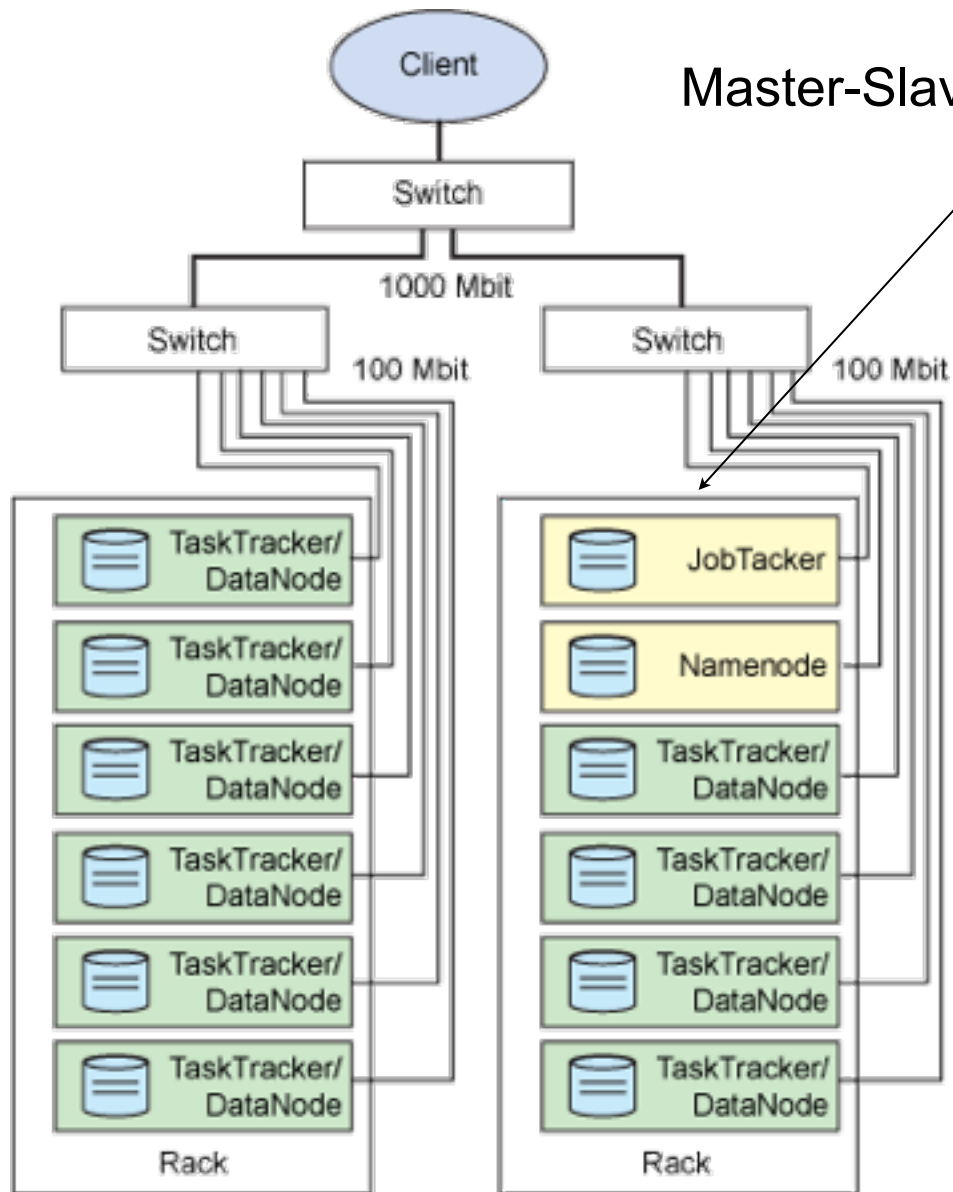 Client
Master-Slav
Switch
1000 Mbit
Switch
100 Mbit
Switch
100 Mbit
TaskTracker/
DataNode
TaskTracker/
DataNode
TaskTracker/
DataNode
TaskTracker/
DataNode
TaskTracker/
DataNode
TaskTracker/
DataNode
Rack
JobTacker
Namenode
TaskTracker/
DataNode
TaskTracker/
DataNode
TaskTracker/
DataNode
TaskTracker/
DataNode
Rack